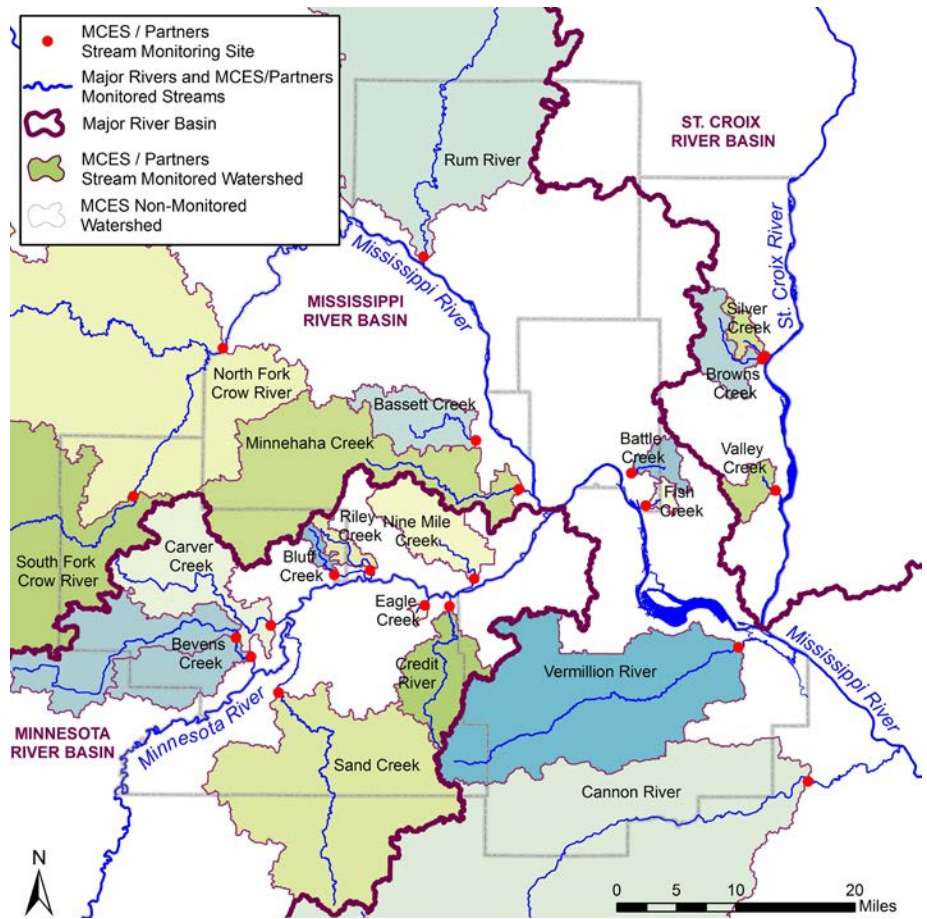 MCES / Partners
Stream Monitoring Site
Major Rivers and MCES/Partners
Monitored Streams
Major River Basin
MCES / Partners
Stream Monitored Watershed
MCES Non-Monitored
Watershed
ST. CROIX
RIVER BASIN
Rum River
Mississippi River
St. Croix River
MISSISSIPPI
RIVER BASIN
Silver
Creek
Browns
Creek
North Fork
Crow River
Bassett Creek
Minnehaha Creek
Battle
Creek
Valley
Creek
Fish
Creek
Riley
Creek
Nine Mile
Creek
Carver
Creek
Bluff
Creek
South Fork
Crow River
Eagle
Creek
Bevens
Creek
Credit
River
Vermillion River
Mississippi River
MINNESOTA
RIVER BASIN
Minnesota River
Sand Creek
Cannon River
N
0 5 10 20
Miles